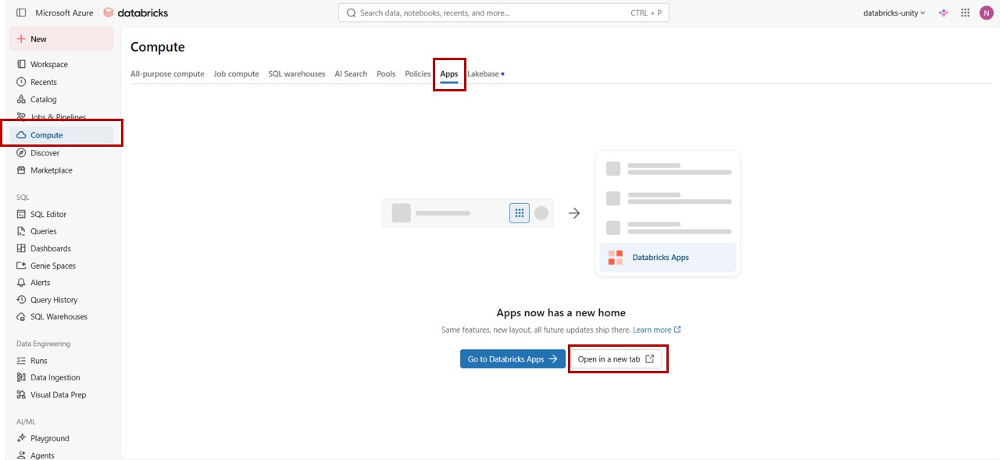 Microsoft Azure databricks
Search data, notebooks, recents, and more... CTRL + P
databricks-unity
N
New
Workspace
Recents
Catalog
Jobs & Pipelines
Compute
Discover
Marketplace
SQL
SQL Editor
Queries
Dashboards
Genie Spaces
Alerts
Query History
SQL Warehouses
Data Engineering
Runs
Data Ingestion
Visual Data Prep
AI/ML
Playground
Agents
Compute
All-purpose compute Job compute SQL warehouses AI Search Pools Policies Apps Lakebase
Databricks Apps
Apps now has a new home
Same features, new layout, all future updates ship there. Learn more
Go to Databricks Apps Open in a new tab